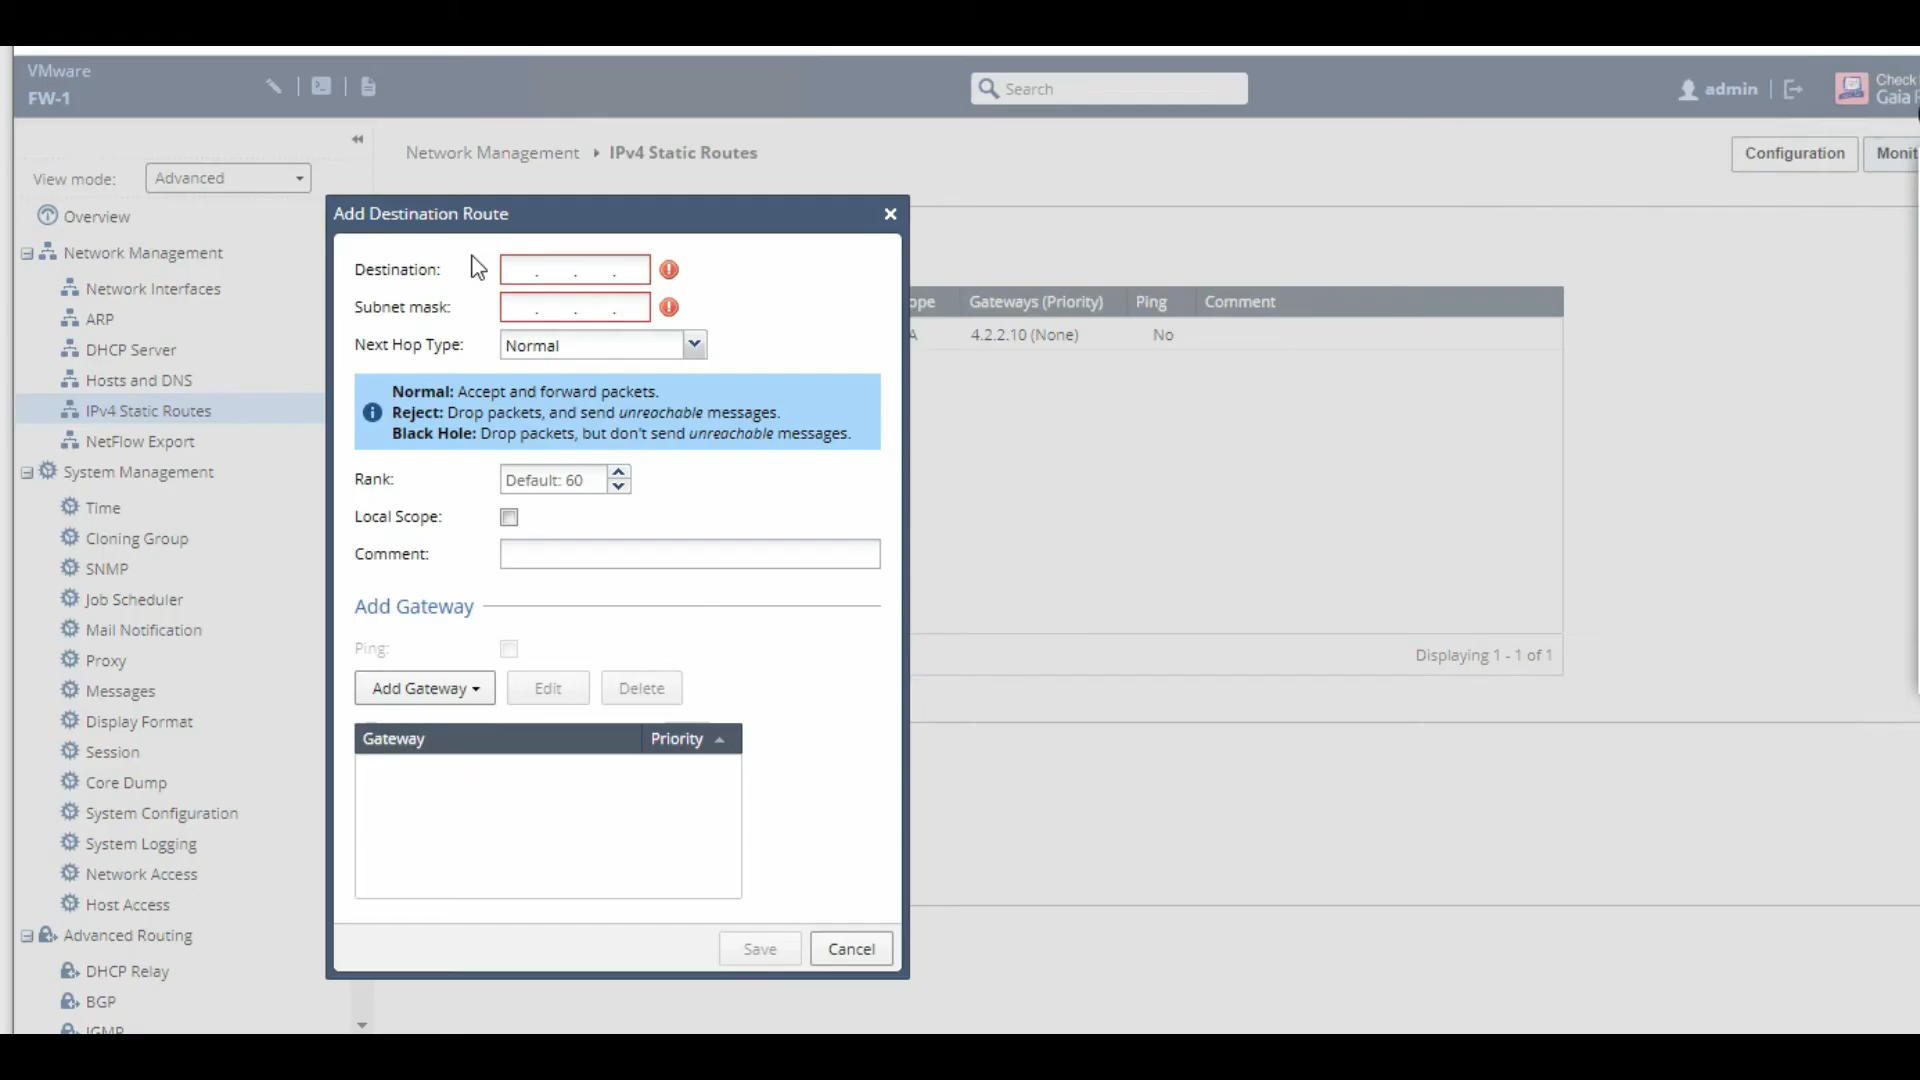 VMware
FW-1
Search
admin
Check
Gaia
View mode:
Advanced
Network Management
IPv4 Static Routes
Configuration
Monit
Overview
Network Management
Network Interfaces
ARP
DHCP Server
Hosts and DNS
IPv4 Static Routes
NetFlow Export
System Management
Time
Cloning Group
SNMP
Job Scheduler
Mail Notification
Proxy
Messages
Display Format
Session
Core Dump
System Configuration
System Logging
Network Access
Host Access
Advanced Routing
DHCP Relay
BGP
IGMP
Add Destination Route
Destination: . . .
Subnet mask: . . .
Next Hop Type: Normal
Normal: Accept and forward packets.
Reject: Drop packets, and send unreachable messages.
Black Hole: Drop packets, but don't send unreachable messages.
Rank: Default: 60
Local Scope:
Comment:
Add Gateway
Ping:
Add Gateway Edit Delete
Gateway Priority
Save Cancel
ope Gateways (Priority) Ping Comment
A 4.2.2.10 (None) No
Displaying 1 - 1 of 1